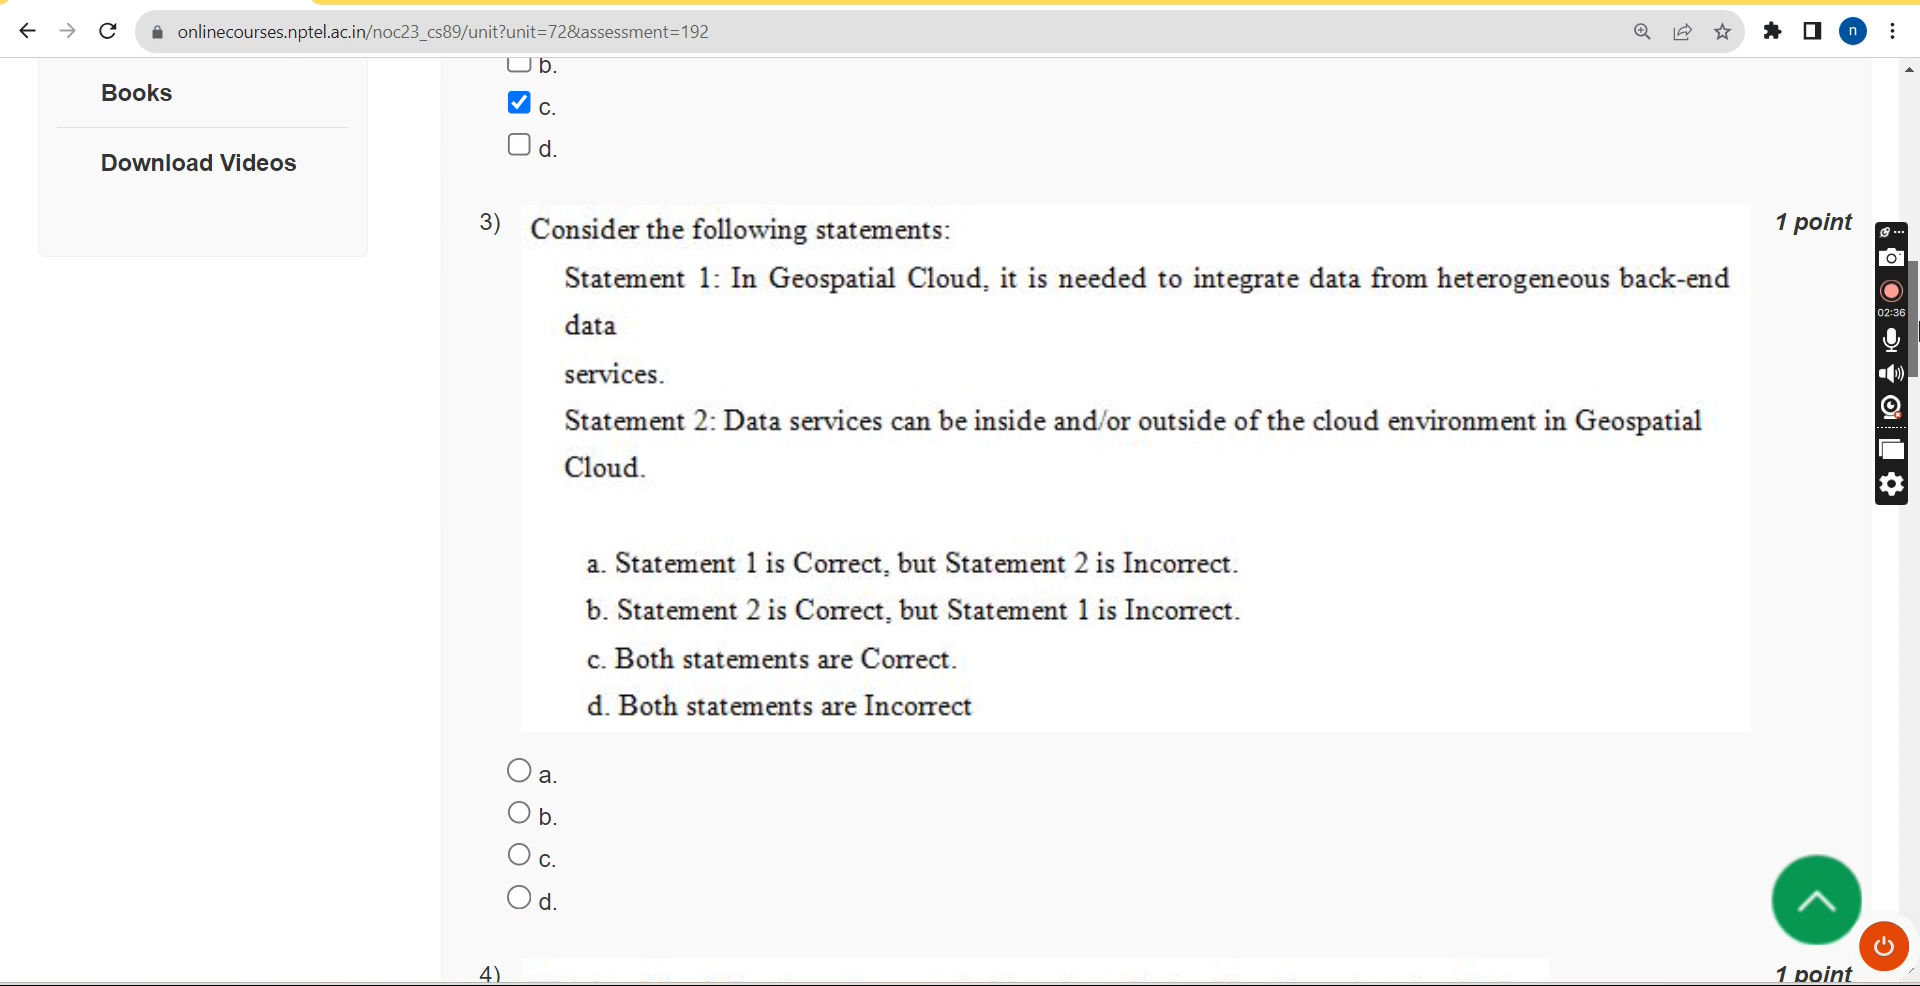 onlinecourses.nptel.ac.in/noc23_cs89/unit?unit=72&assessment=192
n
Books
Download Videos
b.
c.
d.
3)
1 point
Consider the following statements:
Statement 1: In Geospatial Cloud, it is needed to integrate data from heterogeneous back-end
data
services.
Statement 2: Data services can be inside and/or outside of the cloud environment in Geospatial
Cloud.
a. Statement 1 is Correct, but Statement 2 is Incorrect.
b. Statement 2 is Correct, but Statement 1 is Incorrect.
c. Both statements are Correct.
d. Both statements are Incorrect
a.
b.
c.
d.
02:36
4)
1 point